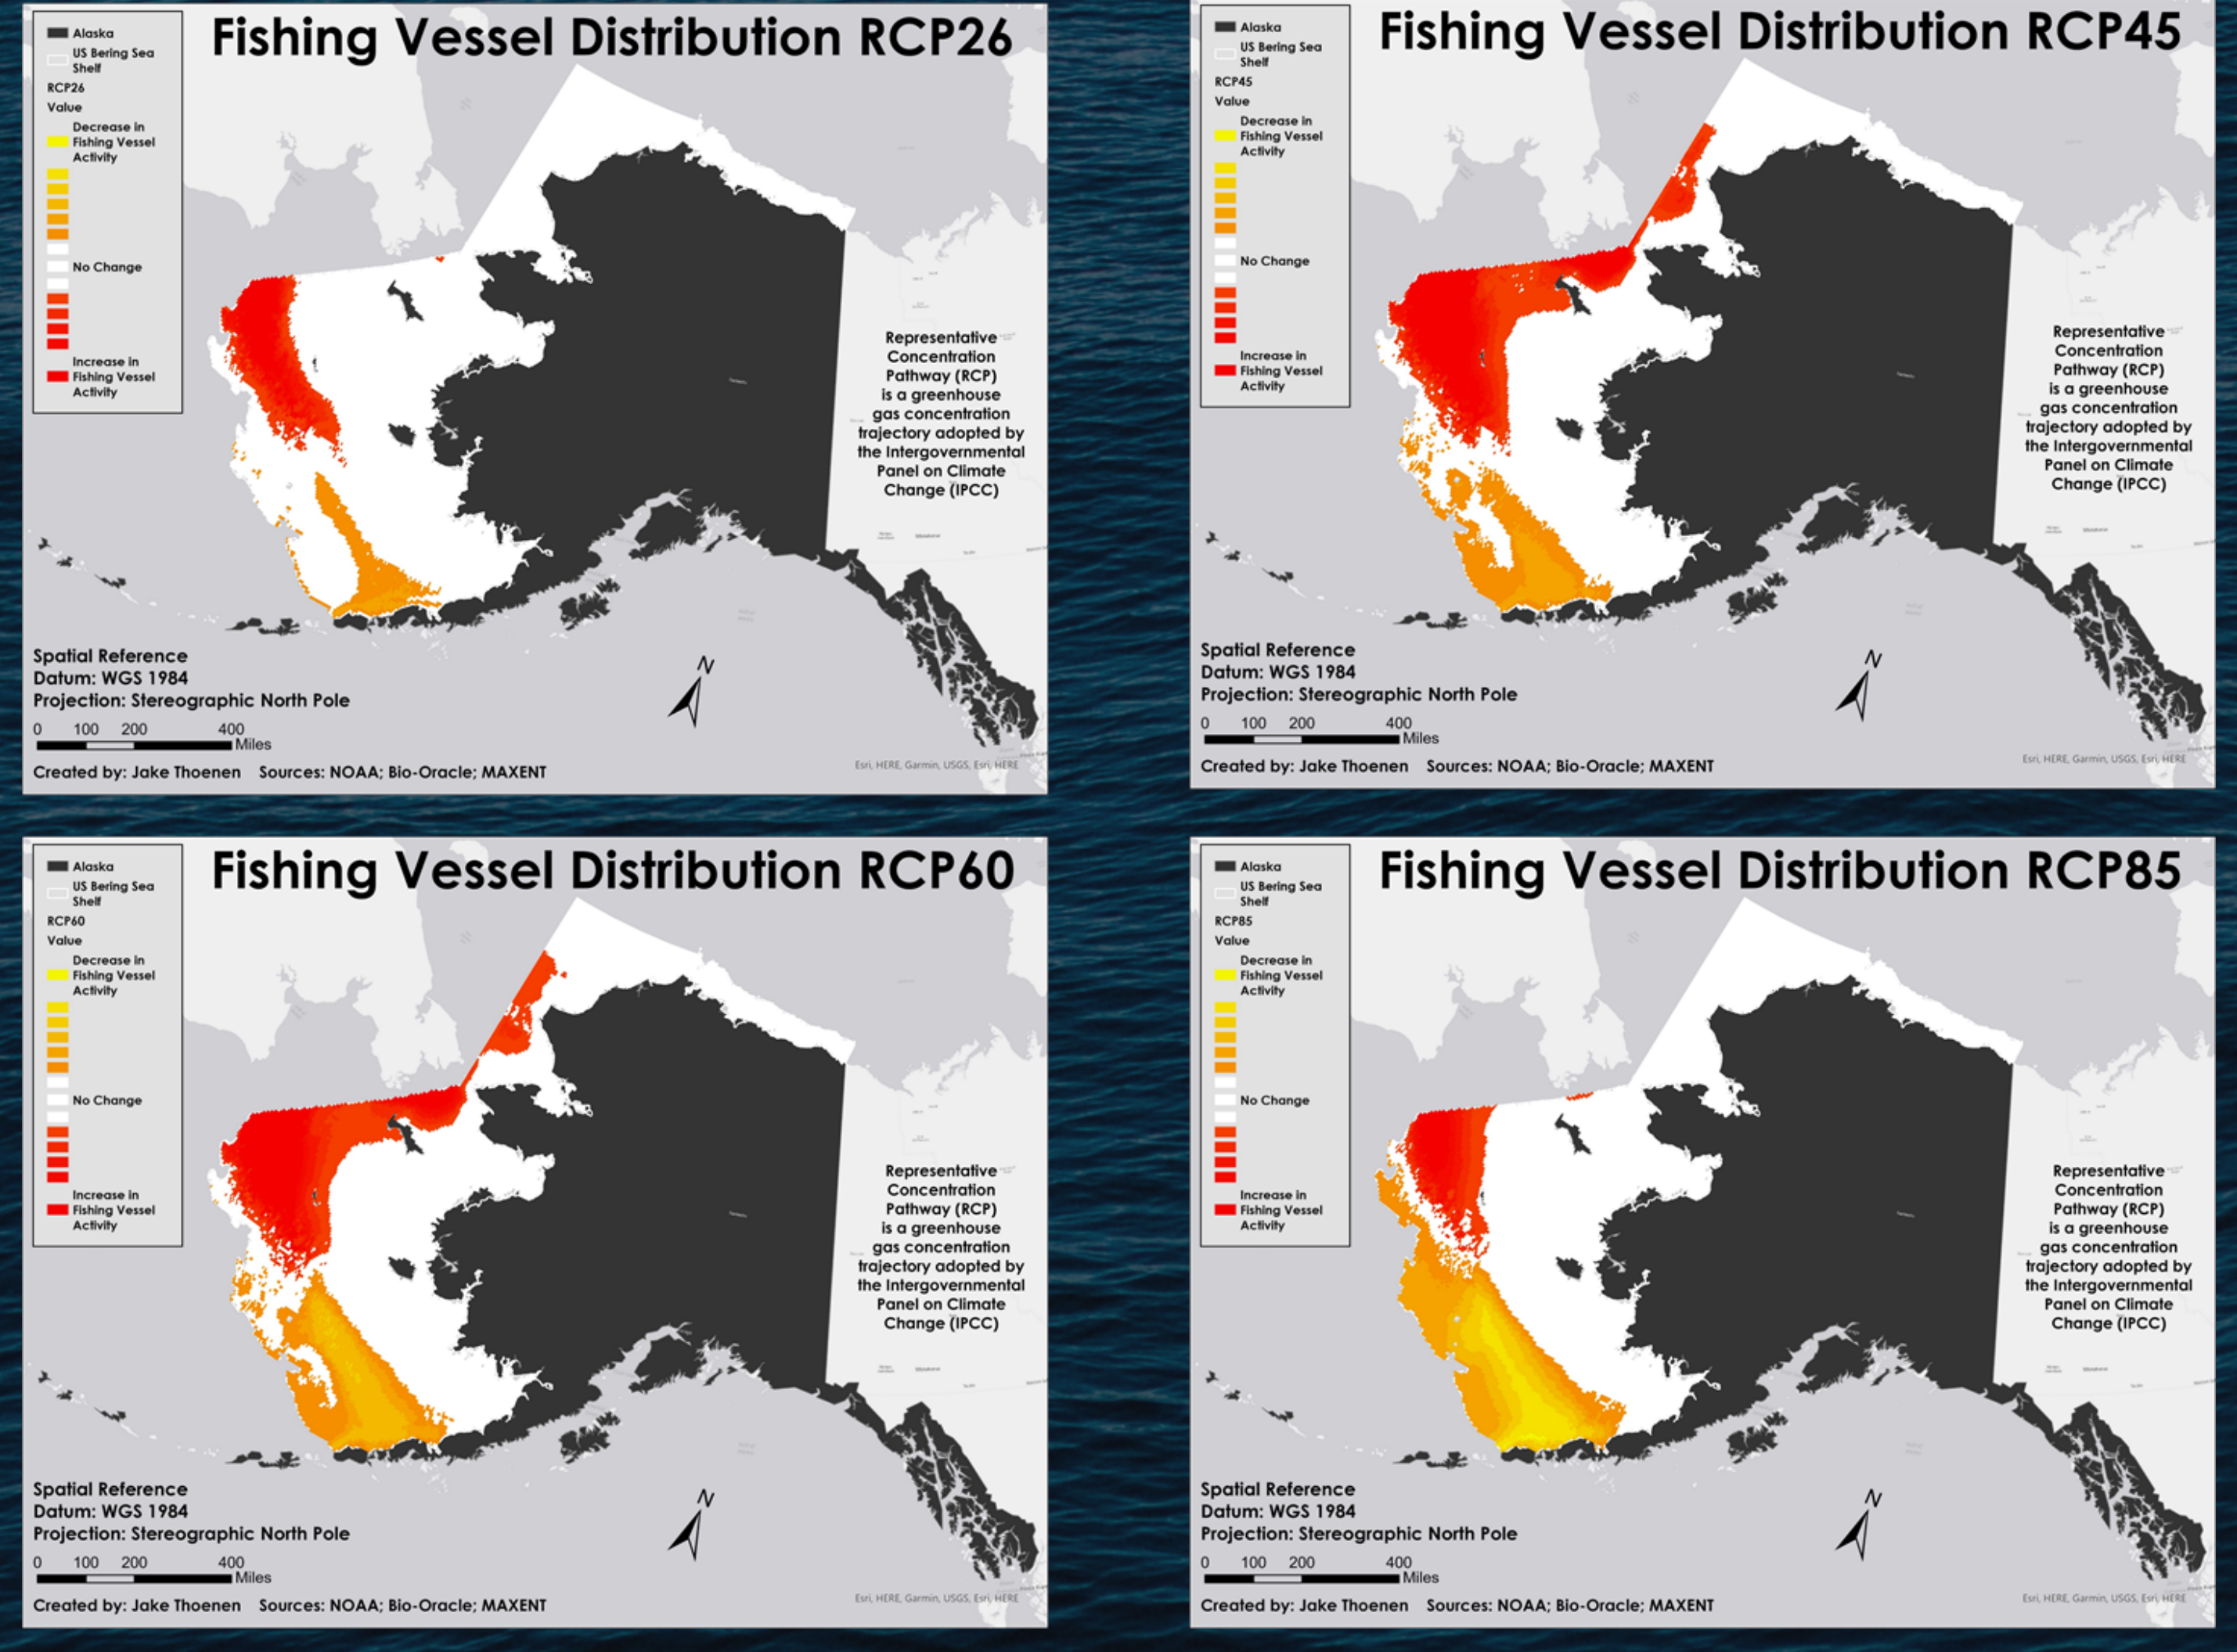 Fishing Vessel Distribution RCP26
Alaska
US Bering Sea
Shelf
RCP26
Value
Decrease in
Fishing Vessel
Activity
No Change
Increase in
Fishing Vessel
Activity
Representative
Concentration
Pathway (RCP)
is a greenhouse
gas concentration
trajectory adopted by
the Intergovernmental
Panel on Climate
Change (IPCC)
N
Spatial Reference
Datum: WGS 1984
Projection: Stereographic North Pole
0 100 200 400
Miles
Created by: Jake Thoenen Sources: NOAA; Bio-Oracle; MAXENT
Esri, HERE, Garmin, USGS, Esri, HERE
Fishing Vessel Distribution RCP45
Alaska
US Bering Sea
Shelf
RCP45
Value
Decrease in
Fishing Vessel
Activity
No Change
Increase in
Fishing Vessel
Activity
Representative
Concentration
Pathway (RCP)
is a greenhouse
gas concentration
trajectory adopted by
the Intergovernmental
Panel on Climate
Change (IPCC)
N
Spatial Reference
Datum: WGS 1984
Projection: Stereographic North Pole
0 100 200 400
Miles
Created by: Jake Thoenen Sources: NOAA; Bio-Oracle; MAXENT
Esri, HERE, Garmin, USGS, Esri, HERE
Fishing Vessel Distribution RCP60
Alaska
US Bering Sea
Shelf
RCP60
Value
Decrease in
Fishing Vessel
Activity
No Change
Increase in
Fishing Vessel
Activity
Representative
Concentration
Pathway (RCP)
is a greenhouse
gas concentration
trajectory adopted by
the Intergovernmental
Panel on Climate
Change (IPCC)
N
Spatial Reference
Datum: WGS 1984
Projection: Stereographic North Pole
0 100 200 400
Miles
Created by: Jake Thoenen Sources: NOAA; Bio-Oracle; MAXENT
Esri, HERE, Garmin, USGS, Esri, HERE
Fishing Vessel Distribution RCP85
Alaska
US Bering Sea
Shelf
RCP85
Value
Decrease in
Fishing Vessel
Activity
No Change
Increase in
Fishing Vessel
Activity
Representative
Concentration
Pathway (RCP)
is a greenhouse
gas concentration
trajectory adopted by
the Intergovernmental
Panel on Climate
Change (IPCC)
N
Spatial Reference
Datum: WGS 1984
Projection: Stereographic North Pole
0 100 200 400
Miles
Created by: Jake Thoenen Sources: NOAA; Bio-Oracle; MAXENT
Esri, HERE, Garmin, USGS, Esri, HERE